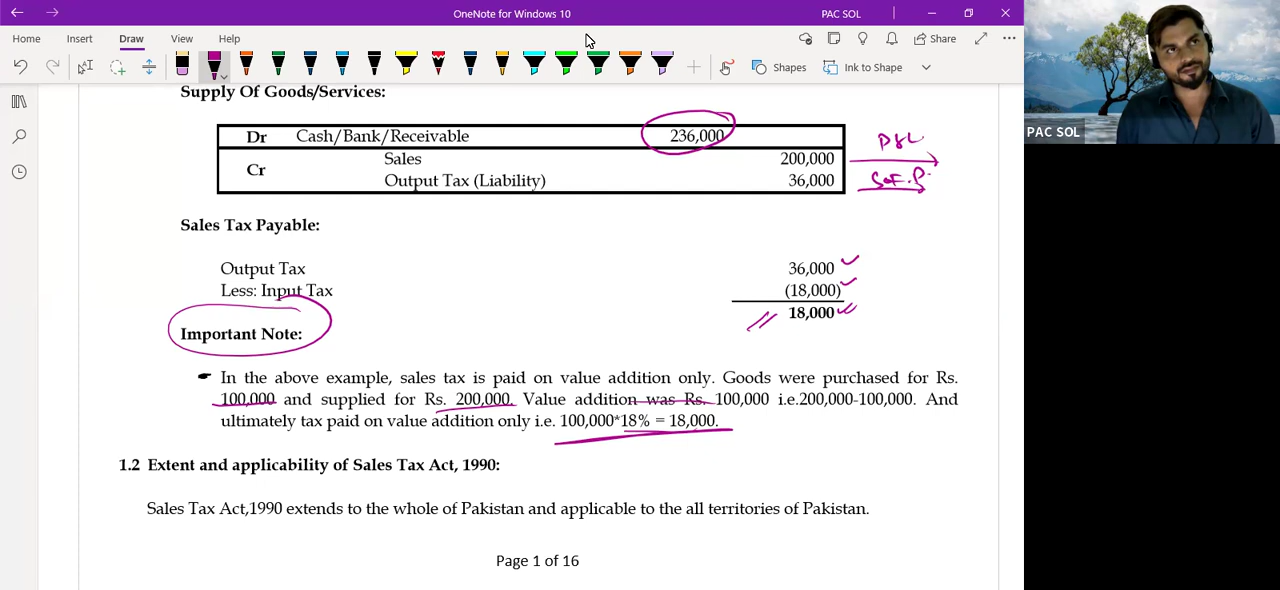 OneNote for Windows 10
PAC SOL
Home Insert Draw View Help
Share
Shapes
Ink to Shape
Supply Of Goods/Services:
Dr Cash/Bank/Receivable 236,000
Cr Sales 200,000
Output Tax (Liability) 36,000
P&L
S.O.F.P.
Sales Tax Payable:
Output Tax 36,000
Less: Input Tax (18,000)
18,000
Important Note:
In the above example, sales tax is paid on value addition only. Goods were purchased for Rs.
100,000 and supplied for Rs. 200,000. Value addition was Rs. 100,000 i.e.200,000-100,000. And
ultimately tax paid on value addition only i.e. 100,000*18% = 18,000.
1.2 Extent and applicability of Sales Tax Act, 1990:
Sales Tax Act,1990 extends to the whole of Pakistan and applicable to the all territories of Pakistan.
Page 1 of 16
PAC SOL